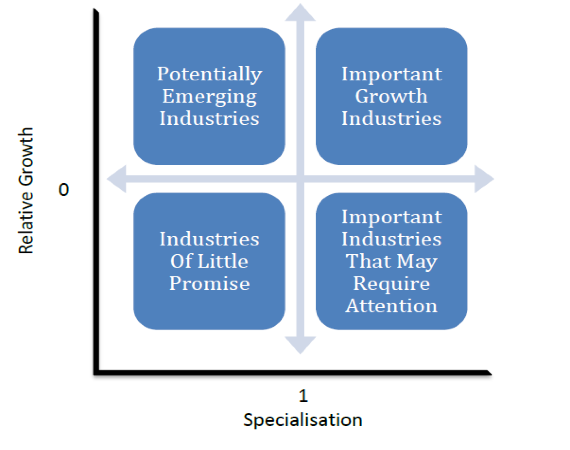 Potentially
Emerging
Industries
Important
Growth
Industries
Relative Growth
0
Industries
Of Little
Promise
Important
Industries
That May
Require
Attention
1
Specialisation